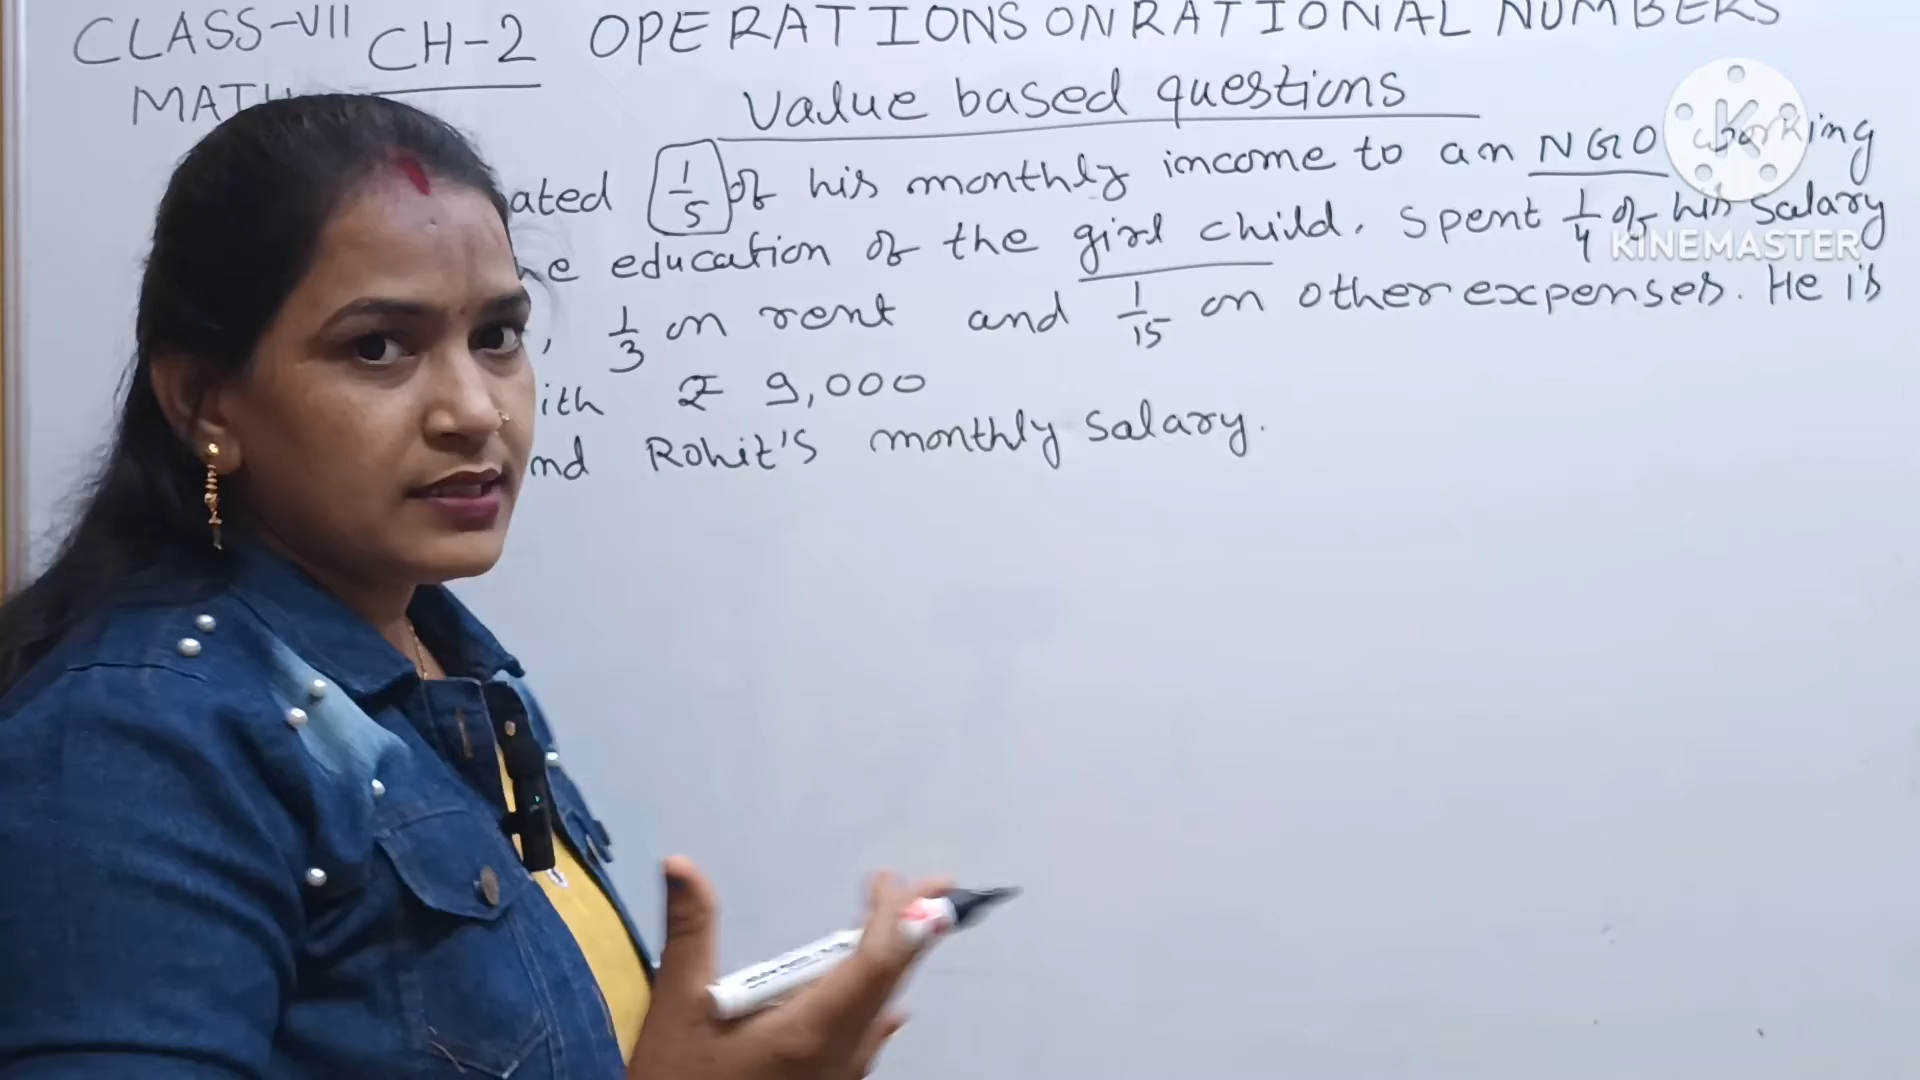 CLASS-VII CH-2 OPERATIONS ON RATIONAL NUMBERS
MATH
Value based questions
ated 1/5 of his monthly income to an NGO working
he education of the girl child. Spent 1/4 of his salary
, 1/3 on rent and 1/15 on other expenses. He is
ith ₹ 9,000
nd Rohit's monthly salary.
KINEMASTER